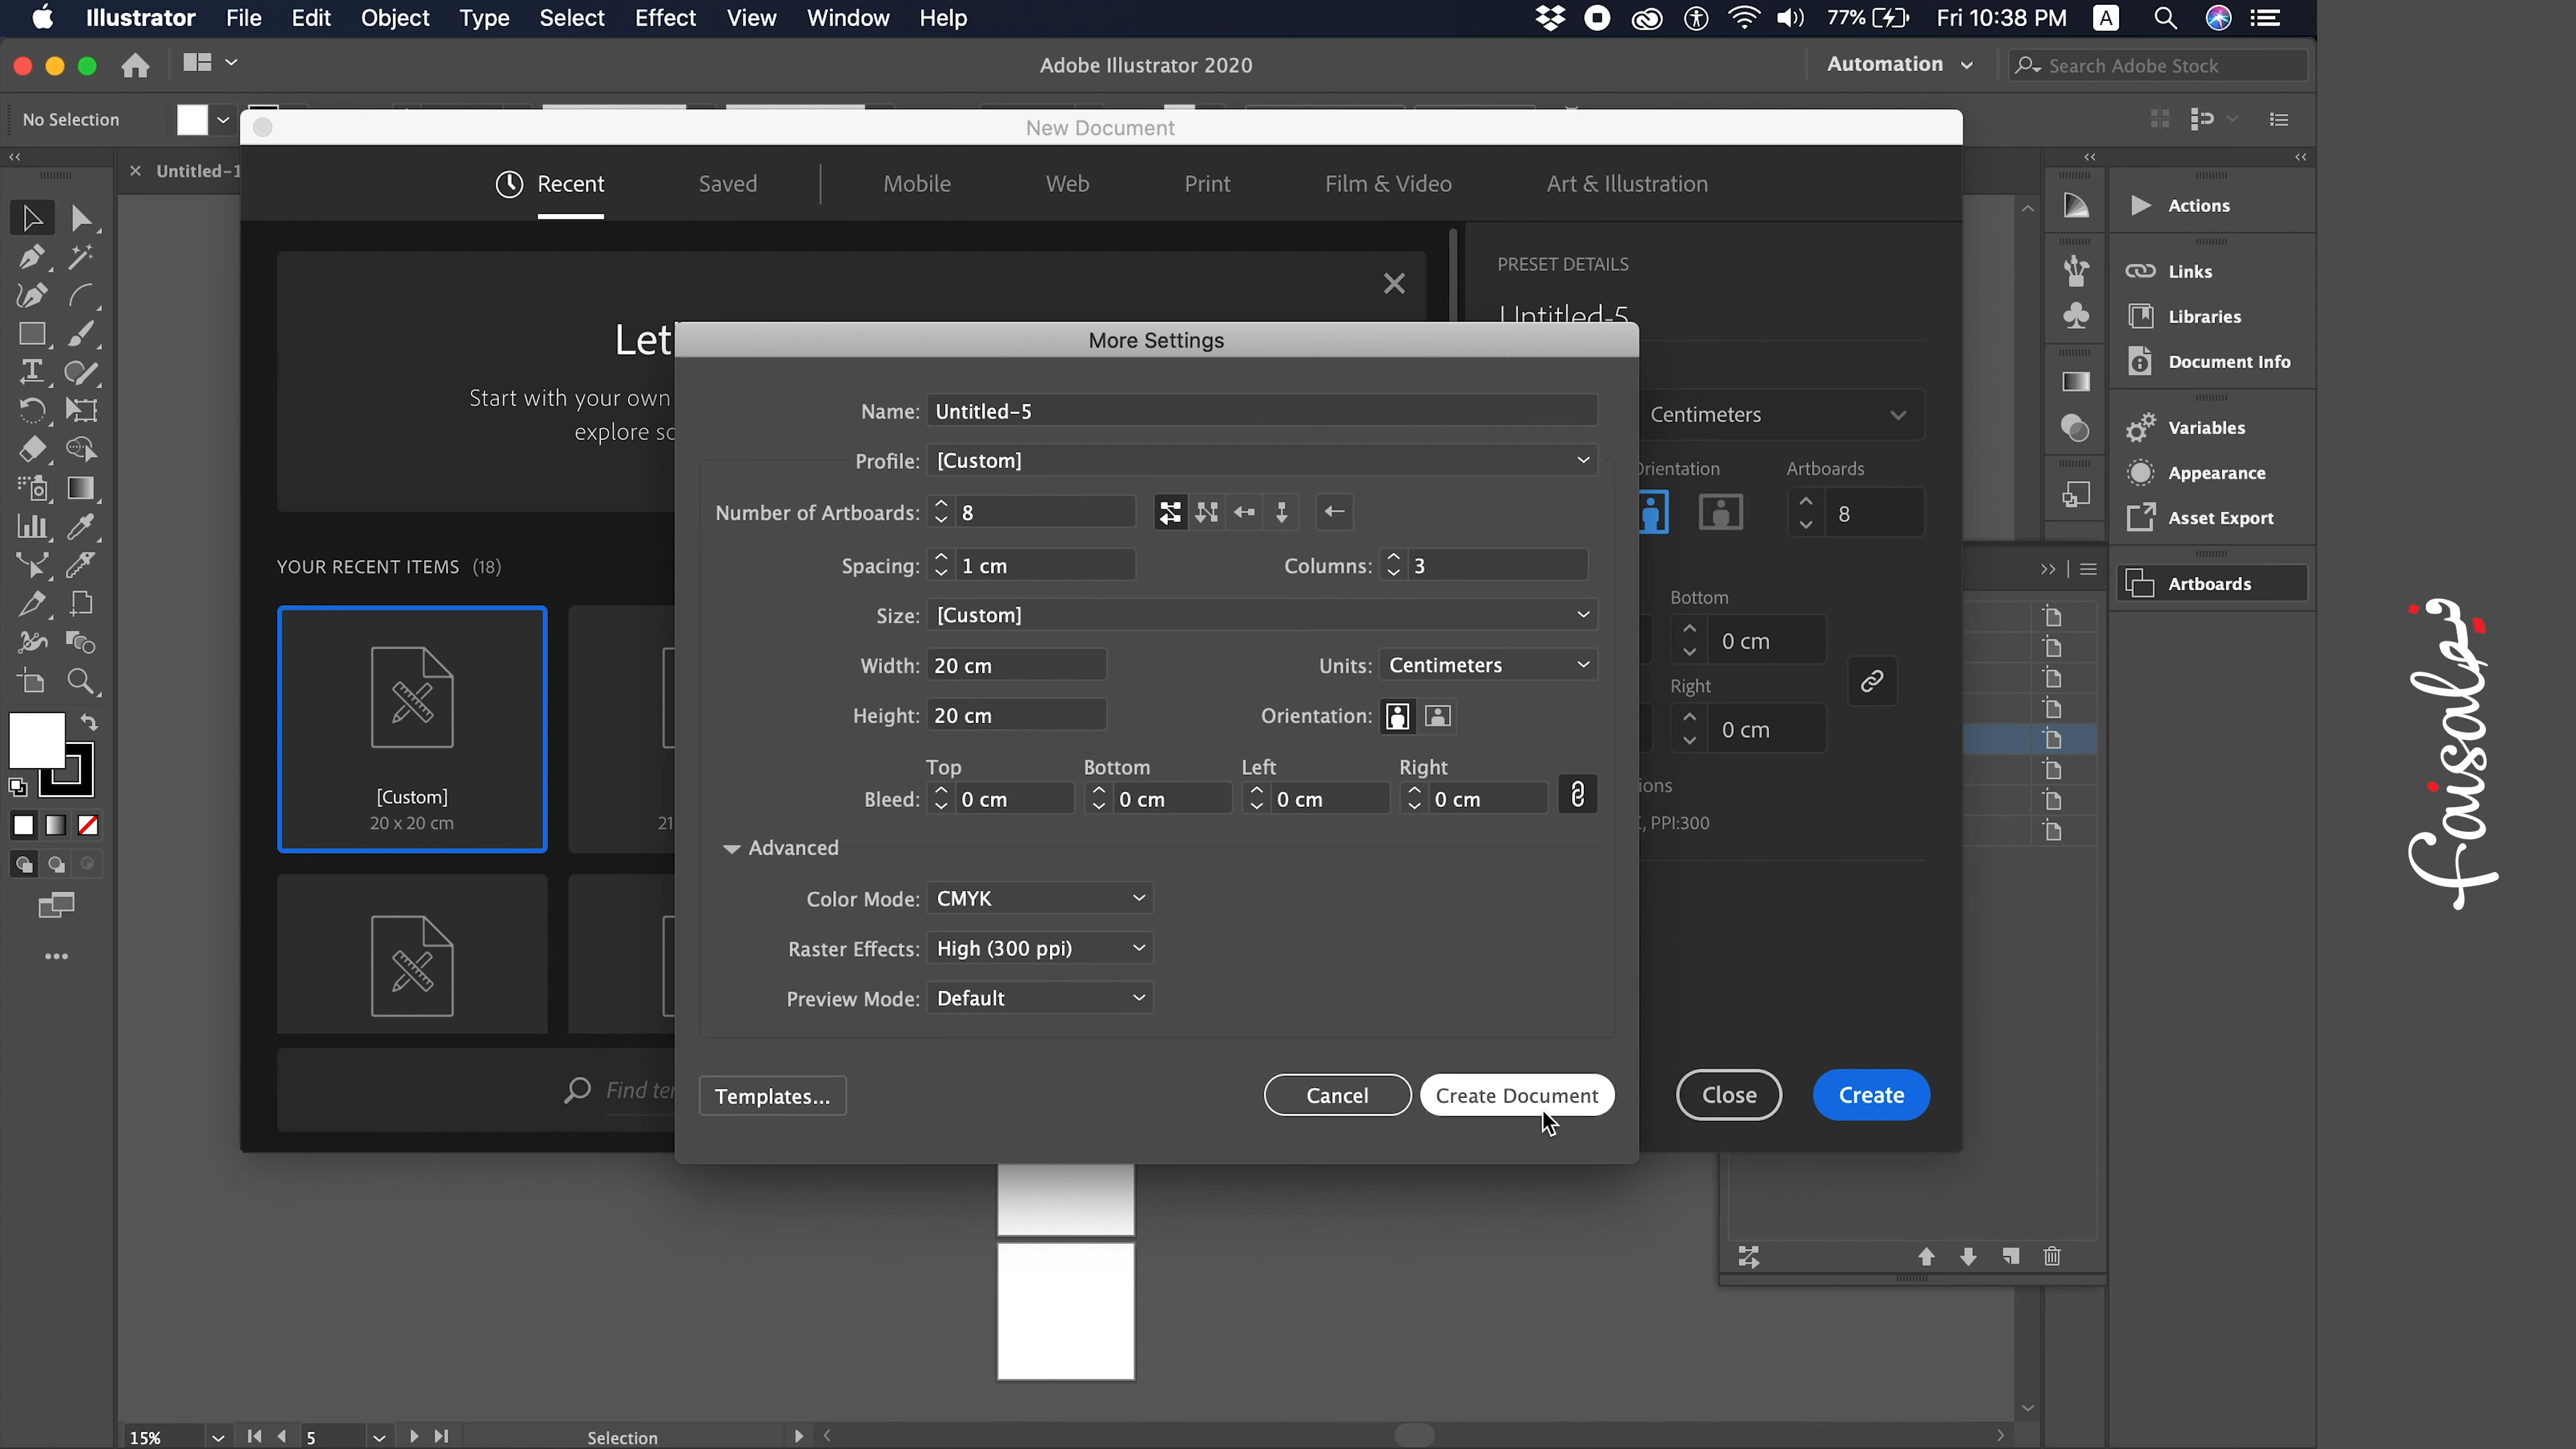 Illustrator File Edit Object Type Select Effect View Window Help 77% Fri 10:38 PM A
Adobe Illustrator 2020 Automation Search Adobe Stock
No Selection
New Document
Untitled-1
Recent Saved Mobile Web Print Film & Video Art & Illustration
Actions
Links
Libraries
Document Info
Variables
Appearance
Asset Export
Artboards
PRESET DETAILS
Untitled-5
Let
Start with your own
explore
YOUR RECENT ITEMS (18)
[Custom]
20 x 20 cm
21
Find
More Settings
Name: Untitled-5
Profile: [Custom]
Number of Artboards: 8
Spacing: 1 cm Columns: 3
Size: [Custom]
Width: 20 cm Units: Centimeters
Height: 20 cm Orientation:
Top Bottom Left Right
Bleed: 0 cm 0 cm 0 cm 0 cm
Advanced
Color Mode: CMYK
Raster Effects: High (300 ppi)
Preview Mode: Default
Templates... Cancel Create Document
Centimeters
Orientation Artboards
8
Bottom
0 cm
Right
0 cm
ions
, PPI:300
Close Create
15% 5 Selection